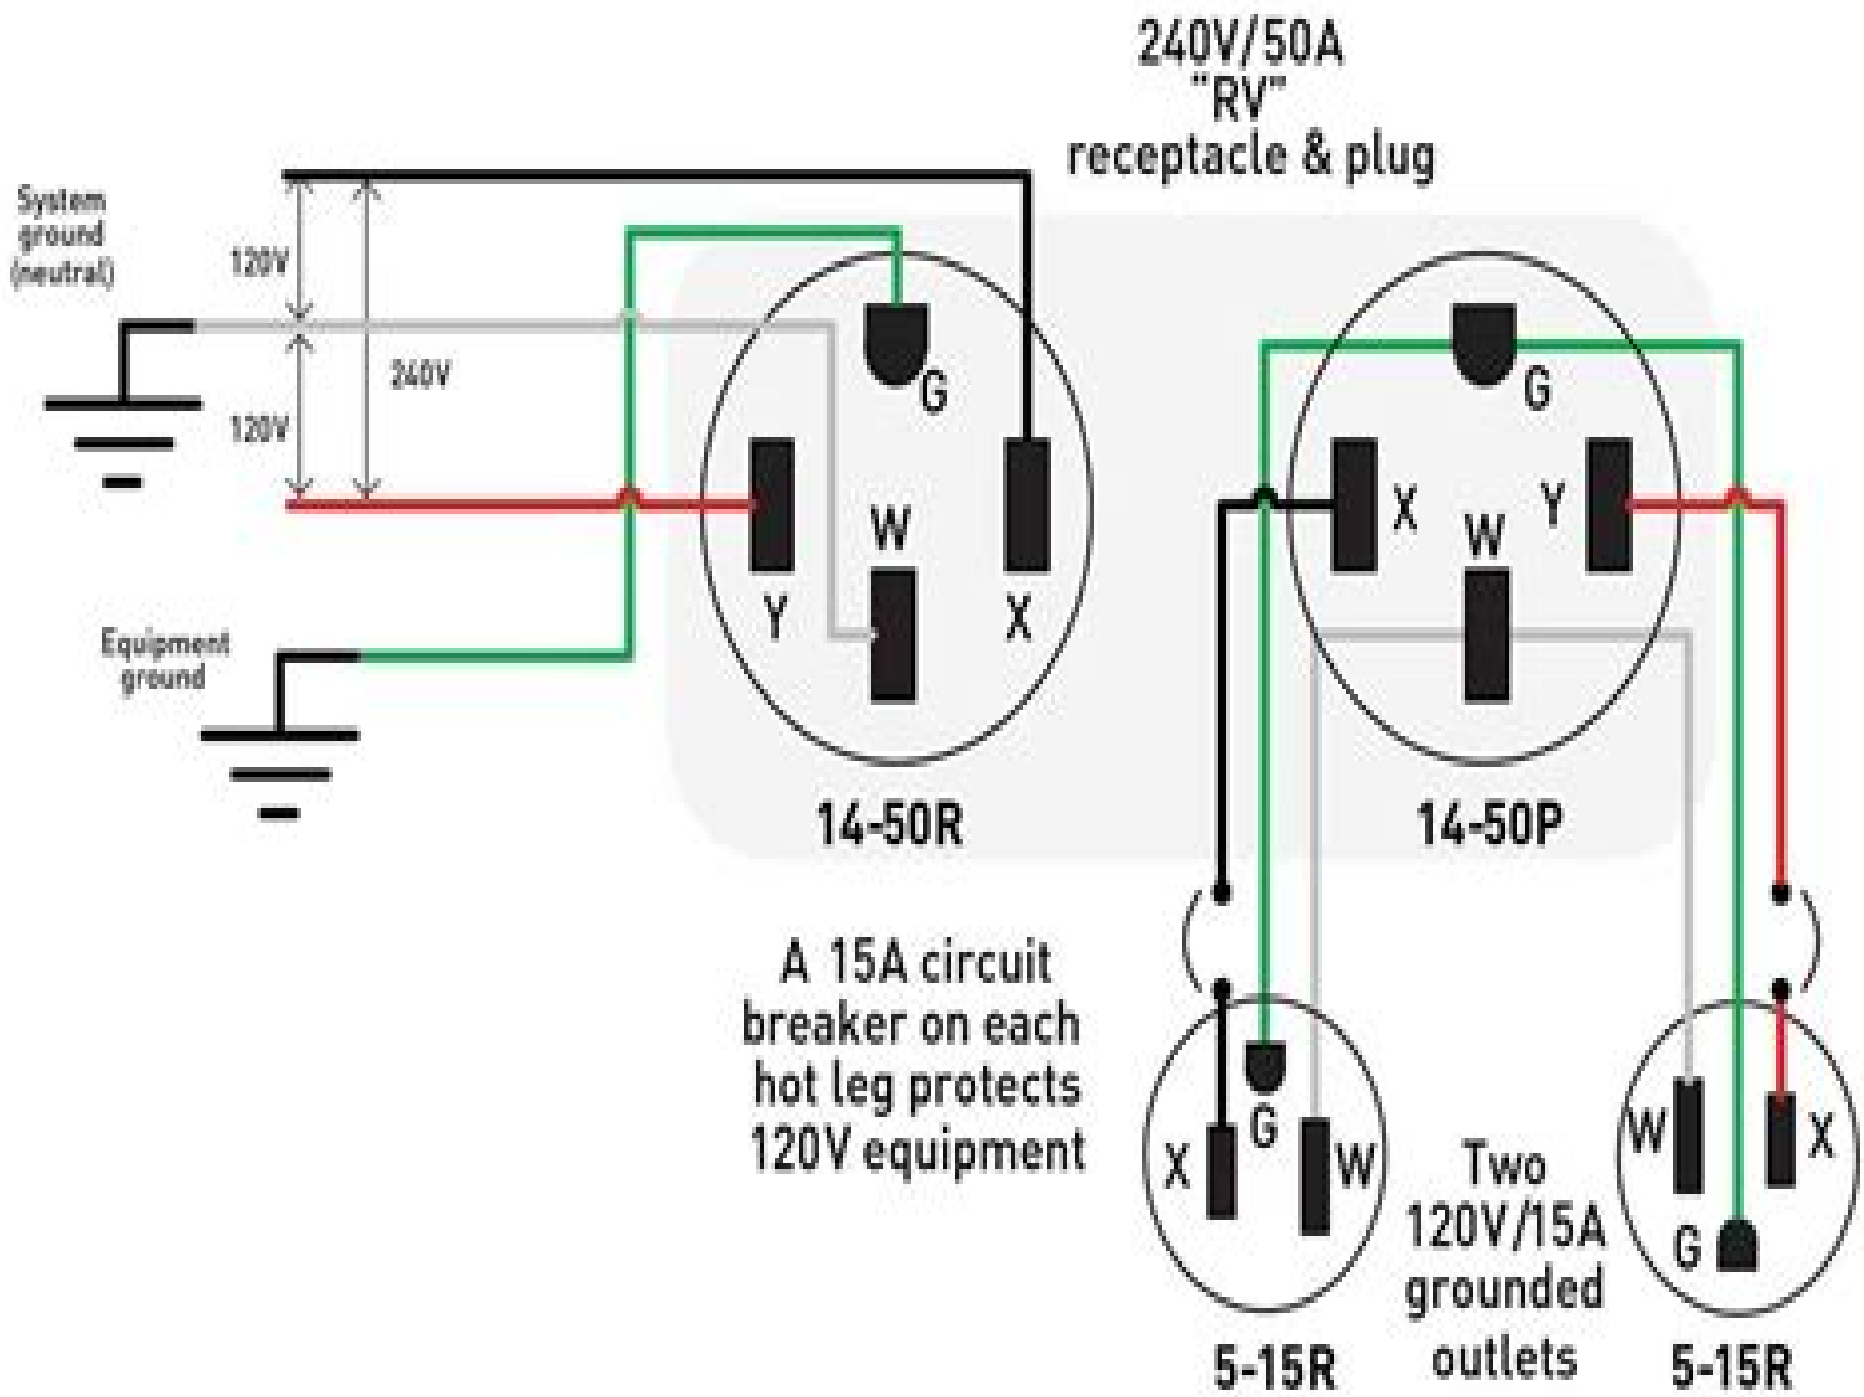 240V/50A
"RV"
receptacle & plug
System
ground
(neutral)
120V
240V
120V
G
W
Y
X
Equipment
ground
14-50R
G
X
W
Y
14-50P
A 15A circuit
breaker on each
hot leg protects
120V equipment
X
G
W
5-15R
Two
120V/15A
grounded
outlets
W
X
G
5-15R